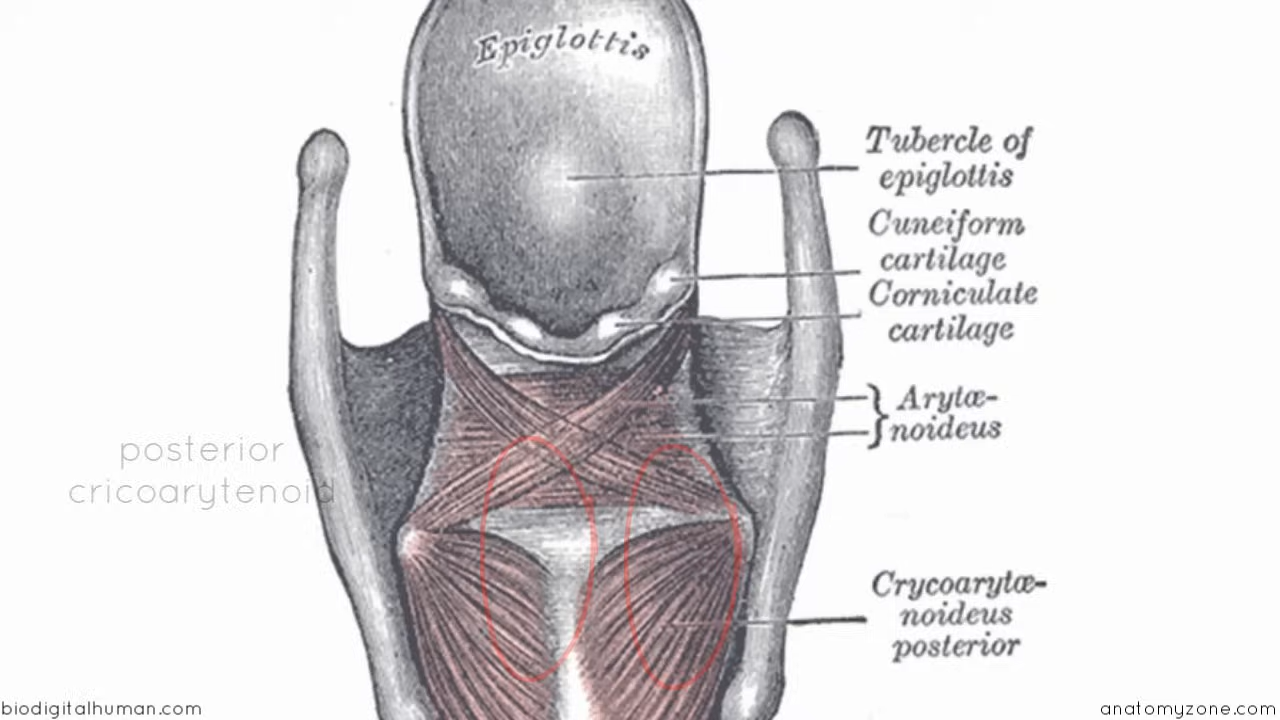 Epiglottis
Tubercle of
epiglottis
Cuneiform
cartilage
Corniculate
cartilage
Arytæ-
noideus
posterior
cricoarytenoid
Crycoarytæ-
noideus
posterior
biodigitalhuman.com
anatomyzone.com